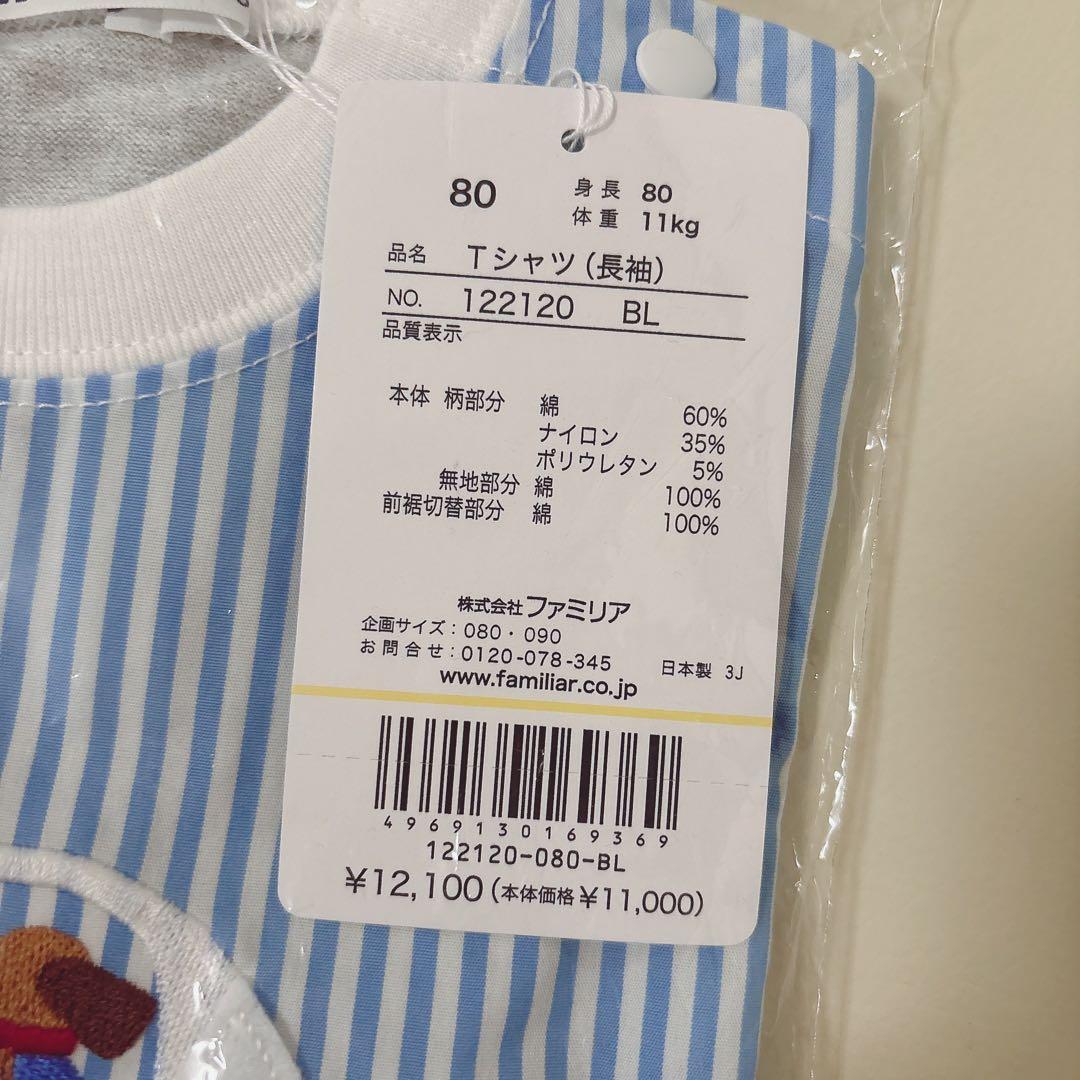 80 身長 80
体重 11kg
品名 Tシャツ(長袖)
NO. 122120 BL
品質表示
本体 柄部分 綿 60%
ナイロン 35%
ポリウレタン 5%
無地部分 綿 100%
前裾切替部分 綿 100%
株式会社ファミリア
企画サイズ:080・090
お問合せ:0120-078-345 日本製 3J
www.familiar.co.jp
4969130169369
122120-080-BL
¥12,100(本体価格¥11,000)